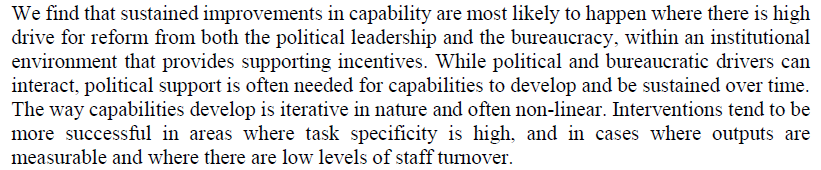 We find that sustained improvements in capability are most likely to happen where there is high
drive for reform from both the political leadership and the bureaucracy, within an institutional
environment that provides supporting incentives. While political and bureaucratic drivers can
interact, political support is often needed for capabilities to develop and be sustained over time.
The way capabilities develop is iterative in nature and often non-linear. Interventions tend to be
more successful in areas where task specificity is high, and in cases where outputs are
measurable and where there are low levels of staff turnover.